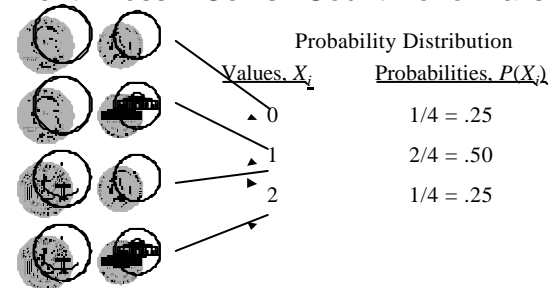 Probability Distribution
Values, Xi Probabilities, P(Xi)
0 1/4 = .25
1 2/4 = .50
2 1/4 = .25